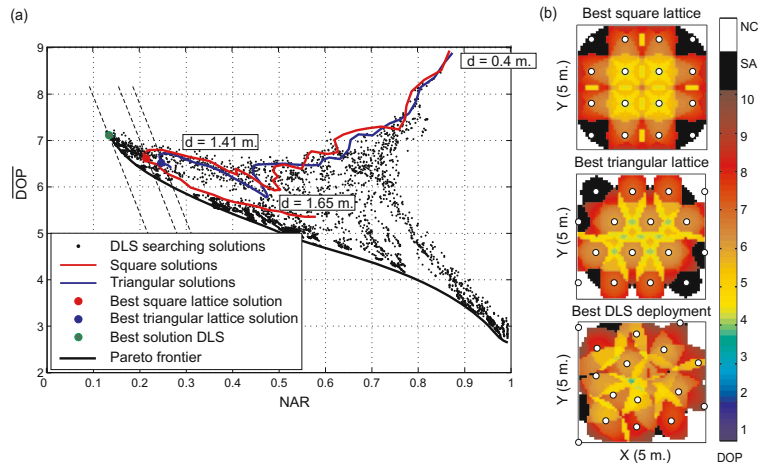 (a)
9
8
7
6
5
4
3
2
DOP
d = 0.4 m.
d = 1.41 m.
d = 1.65 m.
DLS searching solutions
Square solutions
Triangular solutions
Best square lattice solution
Best triangular lattice solution
Best solution DLS
Pareto frontier
0 0.1 0.2 0.3 0.4 0.5 0.6 0.7 0.8 0.9 1
NAR
(b)
Best square lattice
Y (5 m.)
Best triangular lattice
Y (5 m.)
Best DLS deployment
Y (5 m.)
X (5 m.)
NC
SA
10
9
8
7
6
5
4
3
2
1
DOP